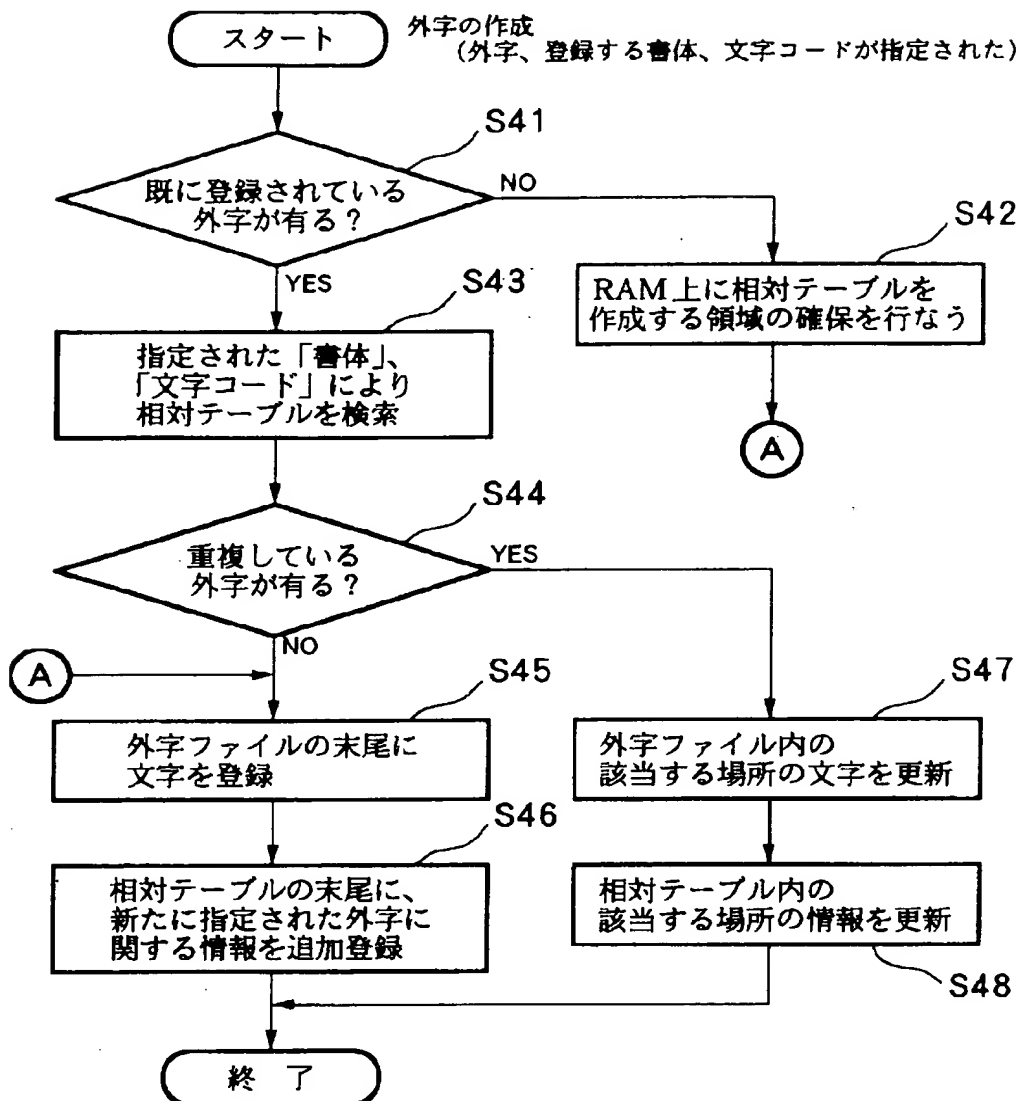 スタート
外字の作成
(外字、登録する書体、文字コードが指定された)
S41
既に登録されている
外字が有る?
NO
YES
S42
RAM上に相対テーブルを
作成する領域の確保を行なう
A
S43
指定された「書体」、
「文字コード」により
相対テーブルを検索
S44
重複している
外字が有る?
YES
NO
A
S45
外字ファイルの末尾に
文字を登録
S47
外字ファイル内の
該当する場所の文字を更新
S46
相対テーブルの末尾に、
新たに指定された外字に
関する情報を追加登録
相対テーブル内の
該当する場所の情報を更新
S48
終 了